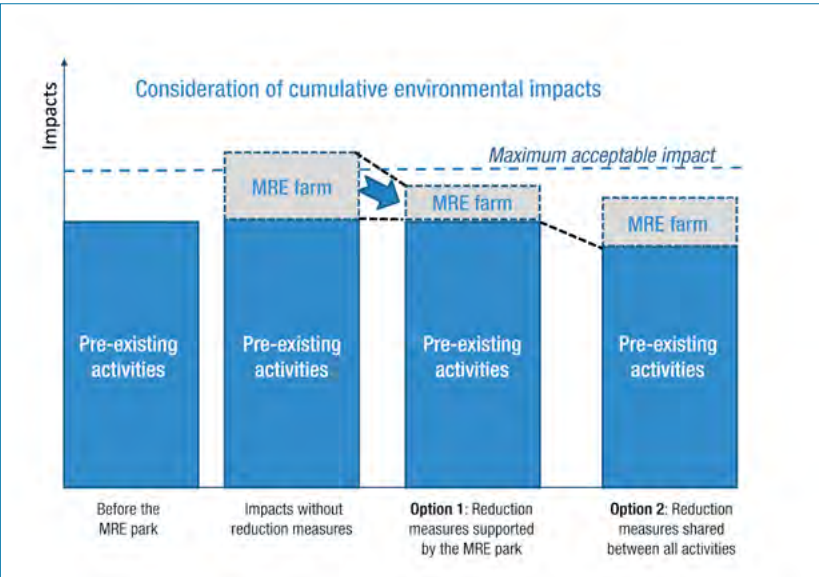 Impacts
Consideration of cumulative environmental impacts
Maximum acceptable impact
MRE farm
MRE farm
MRE farm
Pre-existing
activities
Pre-existing
activities
Pre-existing
activities
Pre-existing
activities
Before the
MRE park
Impacts without
reduction measures
Option 1: Reduction
measures supported
by the MRE park
Option 2: Reduction
measures shared
between all activities